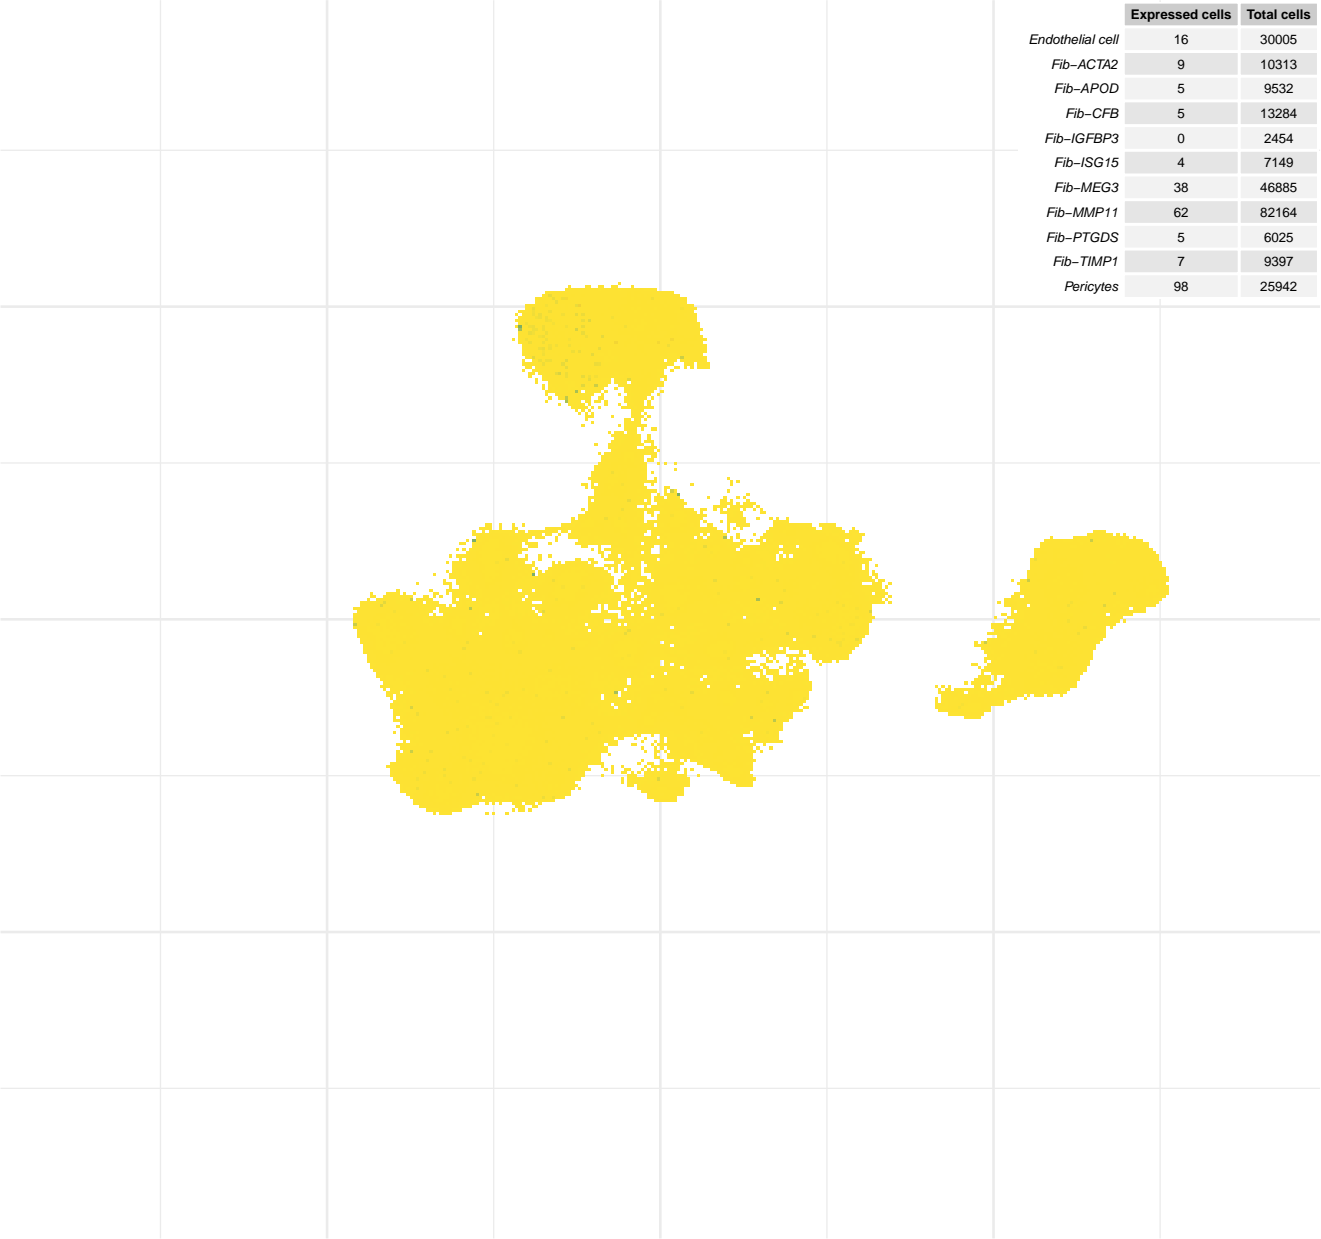 Expressed cells Total cells
Endothelial cell 16 30005
Fib−ACTA2 9 10313
Fib−APOD 5 9532
Fib−CFB 5 13284
Fib−IGFBP3 0 2454
Fib−ISG15 4 7149
Fib−MEG3 38 46885
Fib−MMP11 62 82164
Fib−PTGDS 5 6025
Fib−TIMP1 7 9397
Pericytes 98 25942